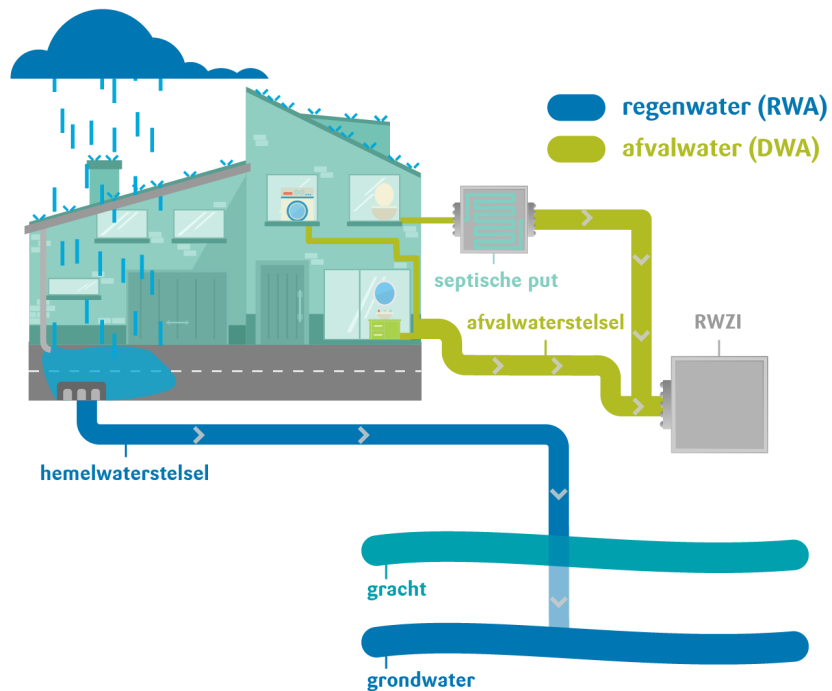 regenwater (RWA)
afvalwater (DWA)
septische put
afvalwaterstelsel
RWZI
hemelwaterstelsel
gracht
grondwater